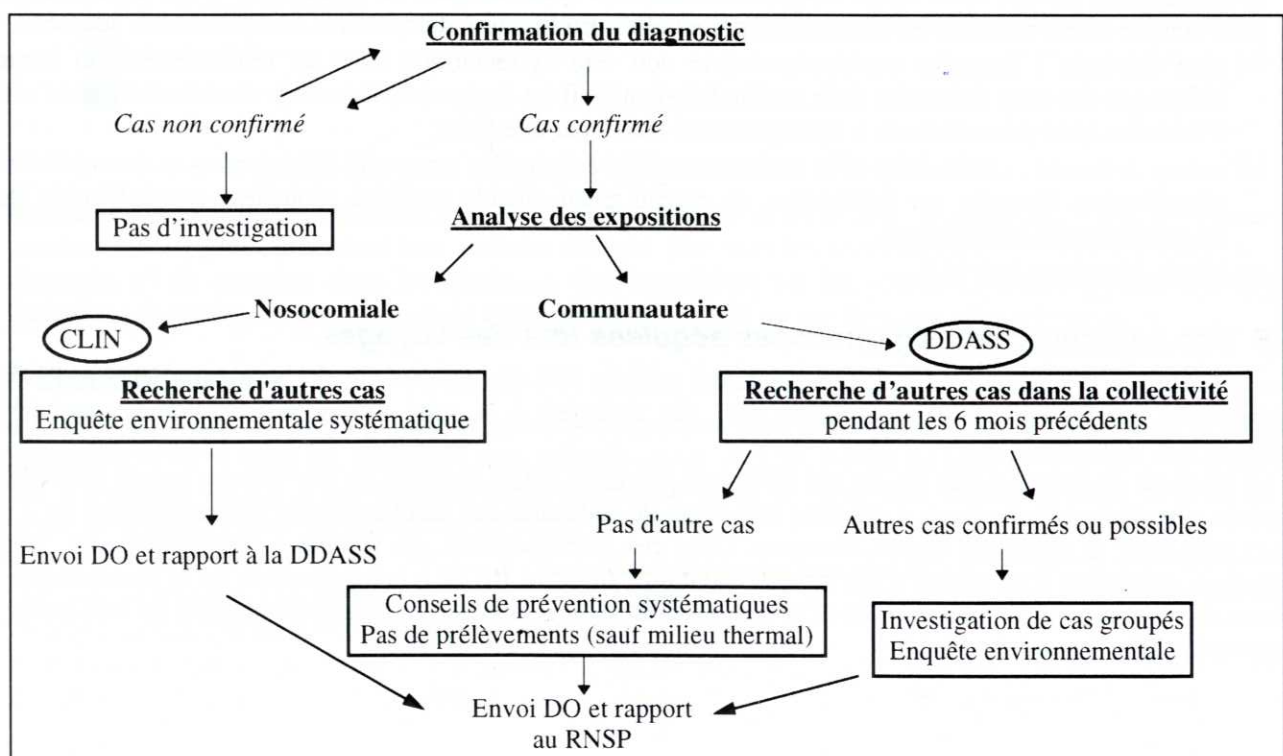 Confirmation du diagnostic
Cas non confirmé
Cas confirmé
Pas d'investigation
Analyse des expositions
Nosocomiale
Communautaire
CLIN
DDASS
Recherche d'autres cas
Enquête environnementale systématique
Recherche d'autres cas dans la collectivité
pendant les 6 mois précédents
Pas d'autre cas
Autres cas confirmés ou possibles
Envoi DO et rapport à la DDASS
Conseils de prévention systématiques
Pas de prélèvements (sauf milieu thermal)
Investigation de cas groupés
Enquête environnementale
Envoi DO et rapport
au RNSP